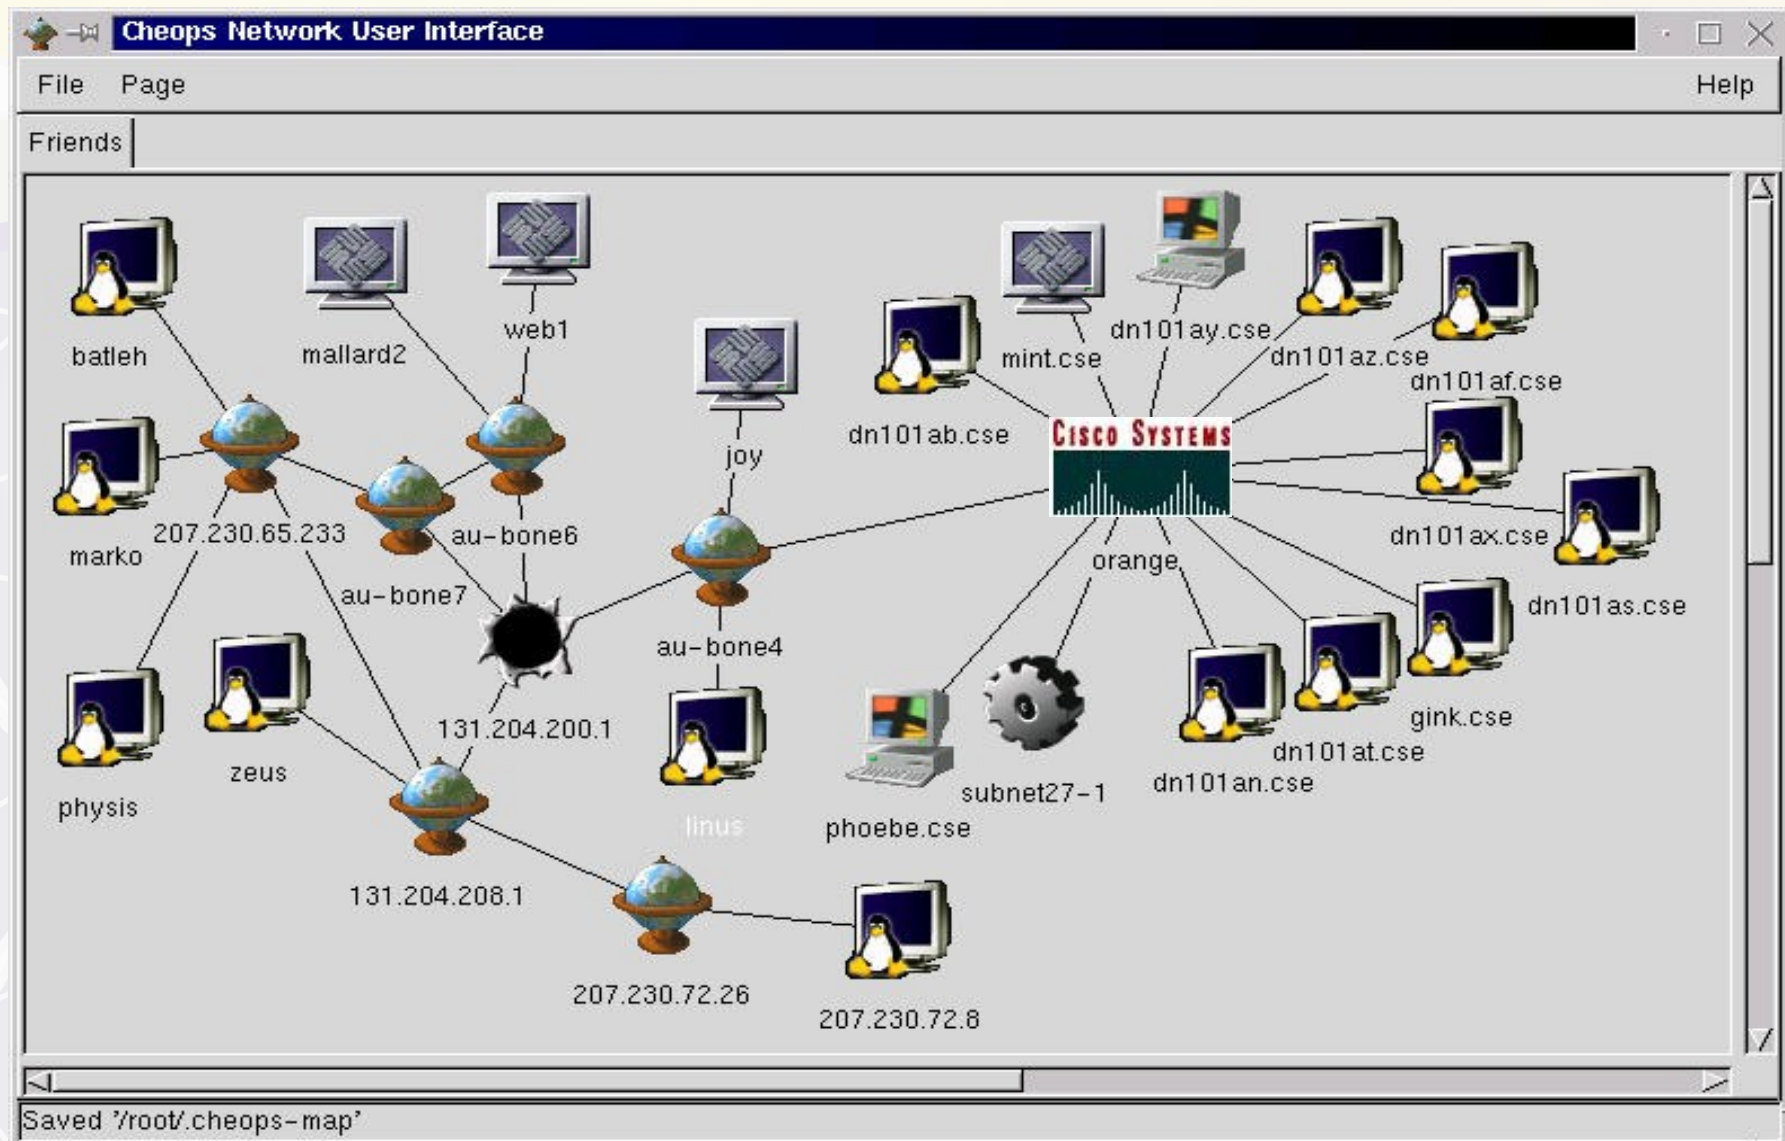 Cheops Network User Interface
File Page Help
Friends
batleh
mallard2
web1
joy
dn101ab.cse
mint.cse
dn101ay.cse
dn101az.cse
dn101af.cse
CISCO SYSTEMS
marko
207.230.65.233
au-bone7
au-bone6
au-bone4
orange
dn101ax.cse
dn101as.cse
physis
zeus
131.204.200.1
linus
phoebe.cse
subnet27-1
dn101an.cse
dn101at.cse
gink.cse
131.204.208.1
207.230.72.26
207.230.72.8
Saved '/root/.cheops-map'